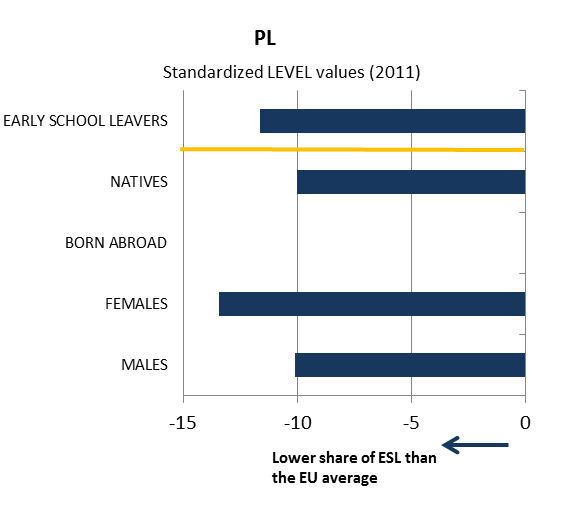 PL
Standardized LEVEL values (2011)
EARLY SCHOOL LEAVERS
NATIVES
BORN ABROAD
FEMALES
MALES
-15 -10 -5 0
Lower share of ESL than
the EU average